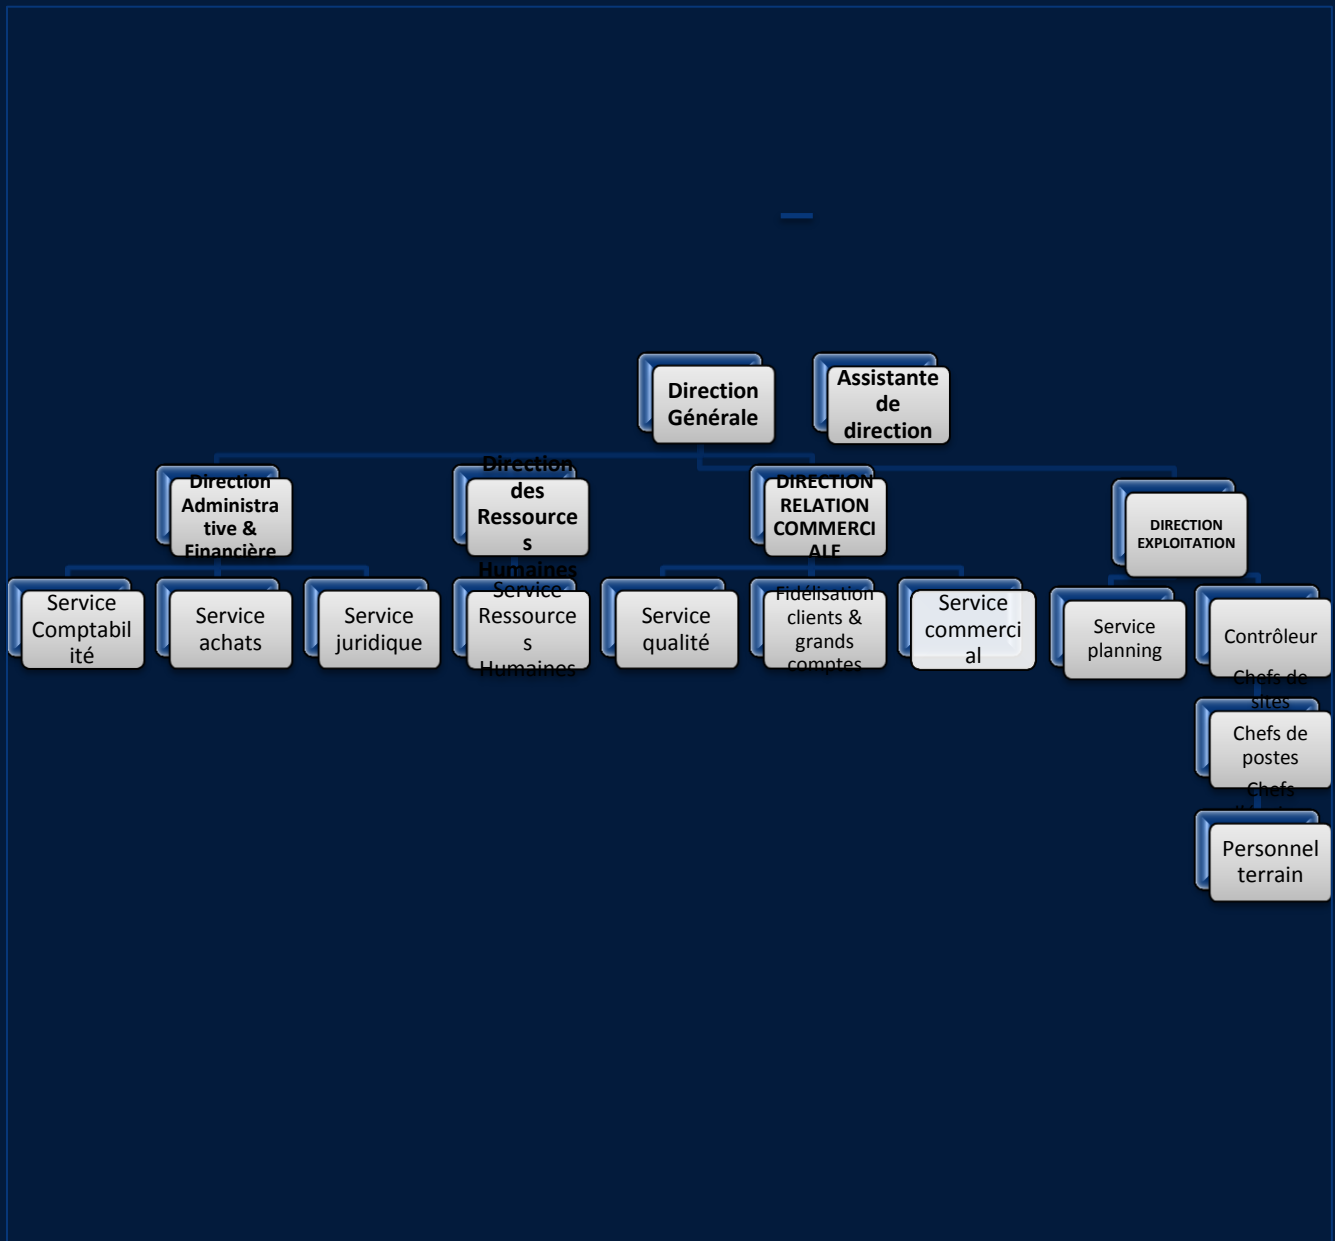 Direction
Générale
Assistante
de
direction
Direction
Administra
tive &
Financière
Direction
des
Ressource
s
Humaines
DIRECTION
RELATION
COMMERCI
ALE
DIRECTION
EXPLOITATION
Service
Comptabil
ité
Service
achats
Service
juridique
Service
Ressource
s
Humaines
Service
qualité
Fidélisation
clients &
grands
comptes
Service
commerci
al
Service
planning
Contrôleur
Chefs de
sites
Chefs de
postes
Chefs
Personnel
terrain